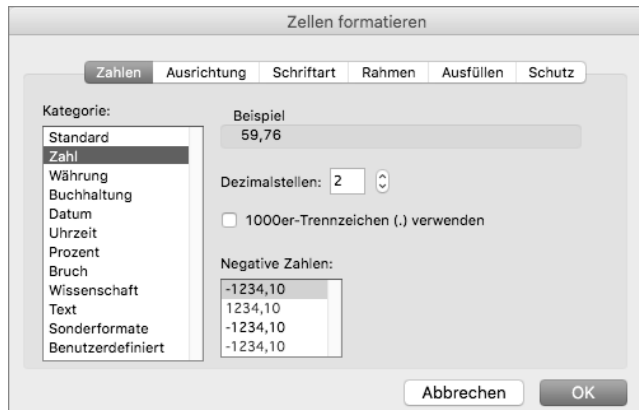 Zellen formatieren
Zahlen Ausrichtung Schriftart Rahmen Ausfüllen Schutz
Kategorie:
Standard
Zahl
Währung
Buchhaltung
Datum
Uhrzeit
Prozent
Bruch
Wissenschaft
Text
Sonderformate
Benutzerdefiniert
Beispiel
59,76
Dezimalstellen: 2
1000er-Trennzeichen (.) verwenden
Negative Zahlen:
-1234,10
1234,10
-1234,10
-1234,10
Abbrechen OK